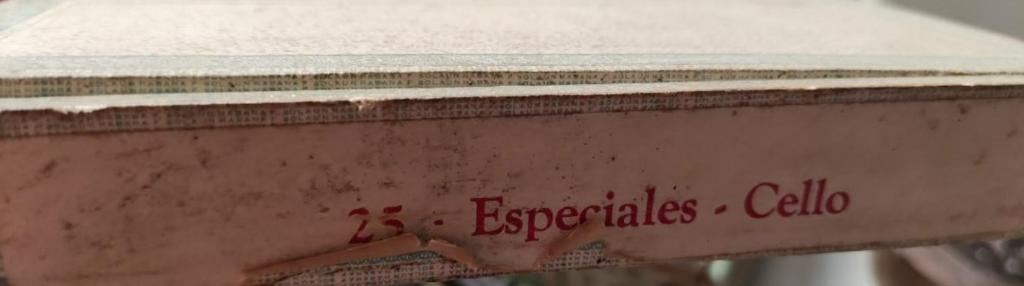 25 - Especiales - Cello